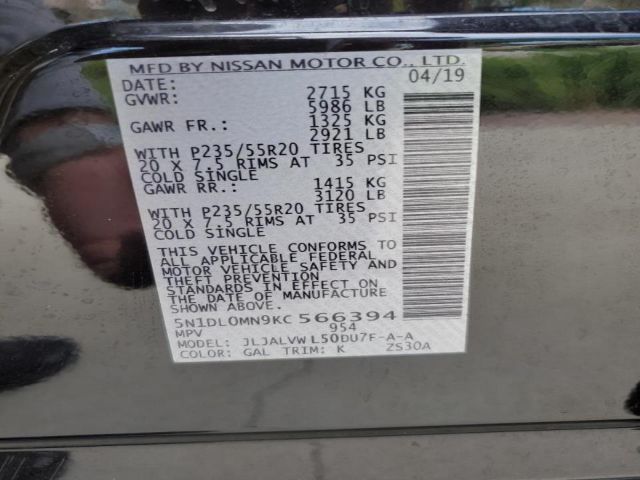 MFD BY NISSAN MOTOR CO., LTD.
DATE: 04/19
GVWR: 2715 KG
5986 LB
GAWR FR.: 1325 KG
2921 LB
WITH P235/55R20 TIRES
20 X 7.5 RIMS AT 35 PSI
COLD SINGLE
GAWR RR.: 1415 KG
3120 LB
WITH P235/55R20 TIRES
20 X 7.5 RIMS AT 35 PSI
COLD SINGLE
THIS VEHICLE CONFORMS TO
ALL APPLICABLE FEDERAL
MOTOR VEHICLE SAFETY AND
THEFT PREVENTION
STANDARDS IN EFFECT ON
THE DATE OF MANUFACTURE
SHOWN ABOVE.
5N1DL0MN9KC566394
MPV 954
MODEL: JLJALVWL50DU7F-A-A
COLOR: GAL TRIM: K ZS30A